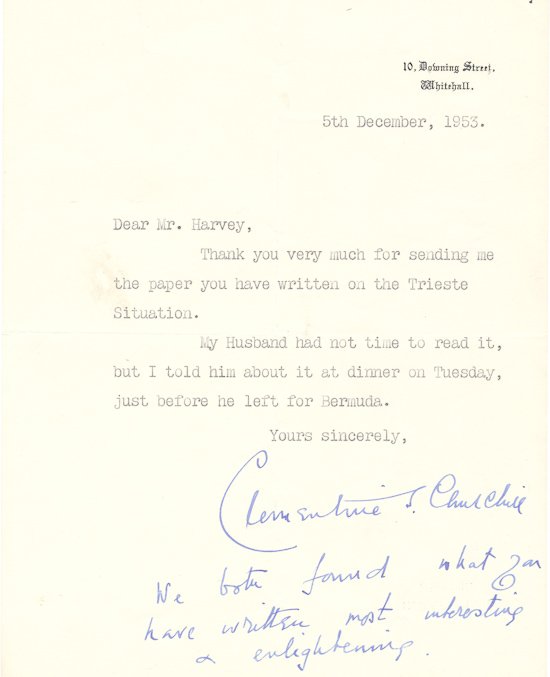 10, Downing Street,
Whitehall.
5th December, 1953.
Dear Mr. Harvey,
Thank you very much for sending me
the paper you have written on the Trieste
Situation.
My Husband had not time to read it,
but I told him about it at dinner on Tuesday,
just before he left for Bermuda.
Yours sincerely,
Clementine S. Churchill
We both found what you
have written most interesting
& enlightening.